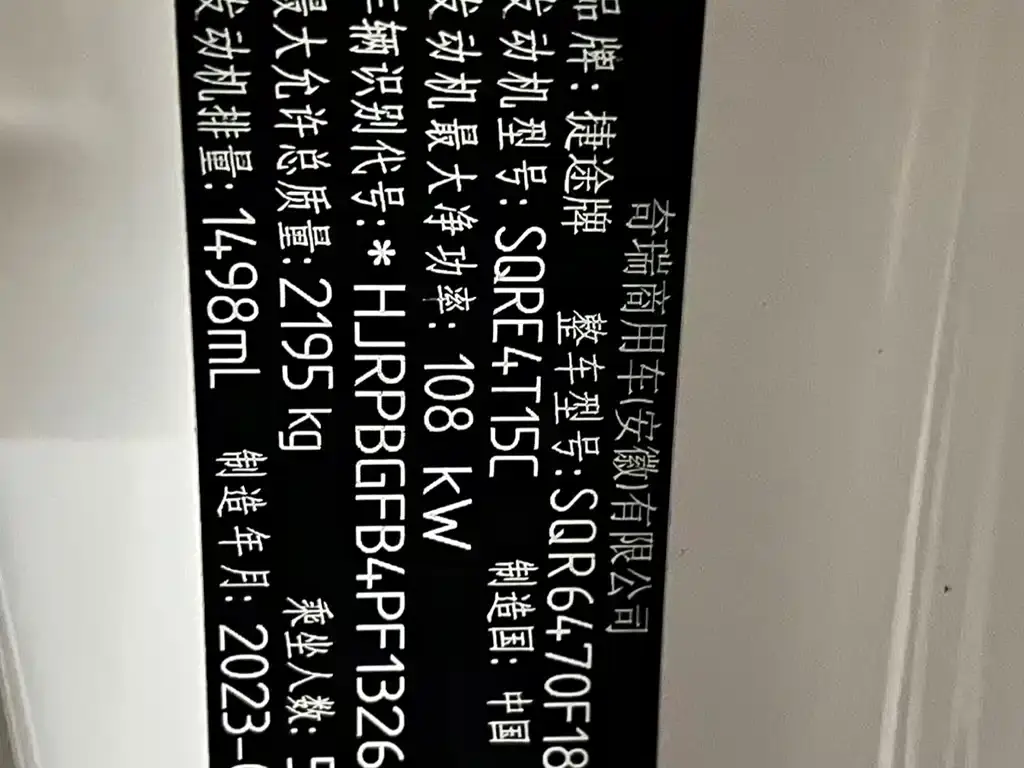 奇瑞商用车(安徽)有限公司
品牌: 捷途牌 整车型号:SQR6470F18
发动机型号: SQRE4T15C 制造国: 中国
发动机最大净功率: 108 kW
车辆识别代号:*HJRPBGFB4PF1326
最大允许总质量:2195 kg 乘坐人数:
发动机排量:1498mL 制造年月: 2023-